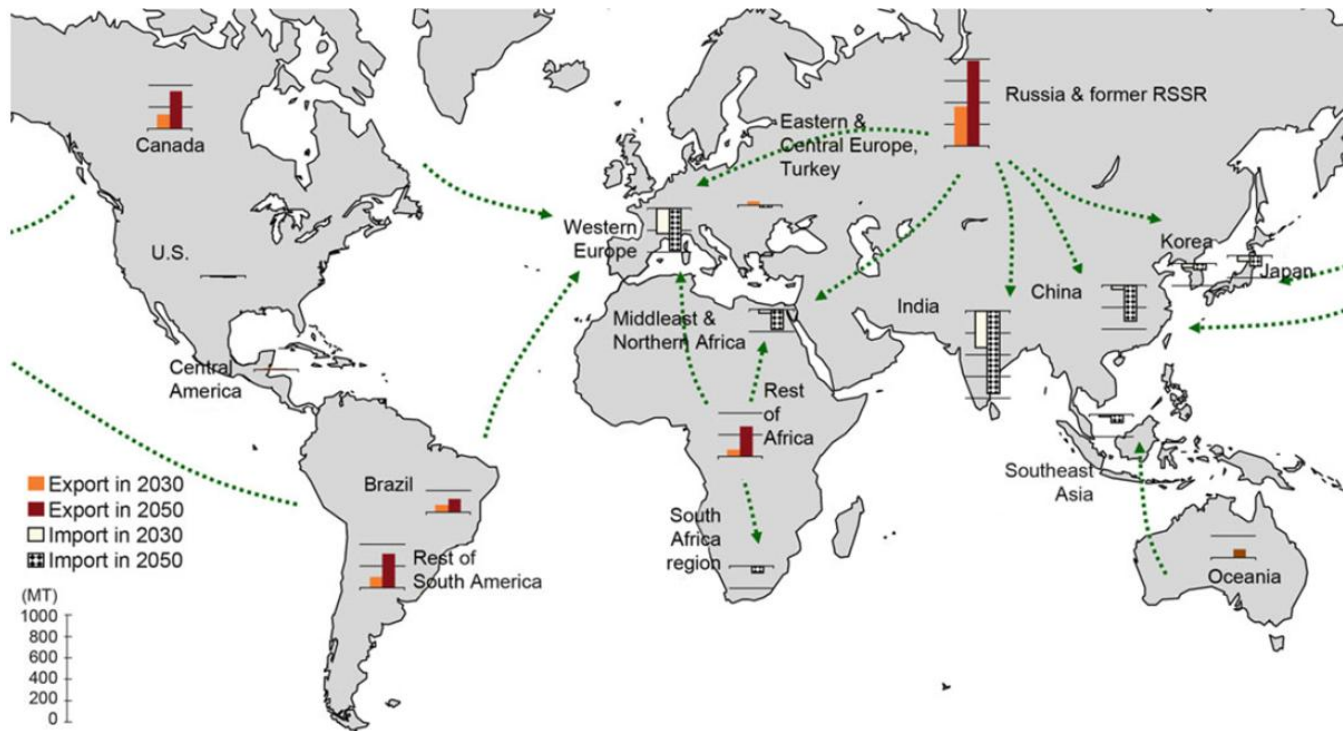 Canada
Russia & former RSSR
Eastern &
Central Europe,
Turkey
Western
Europe
U.S.
Korea
Japan
China
India
Middleast &
Northern Africa
Central
America
Rest
of
Africa
Southeast
Asia
Brazil
South
Africa
region
Rest of
South America
Oceania
Export in 2030
Export in 2050
Import in 2030
Import in 2050
(MT)
1000
800
600
400
200
0